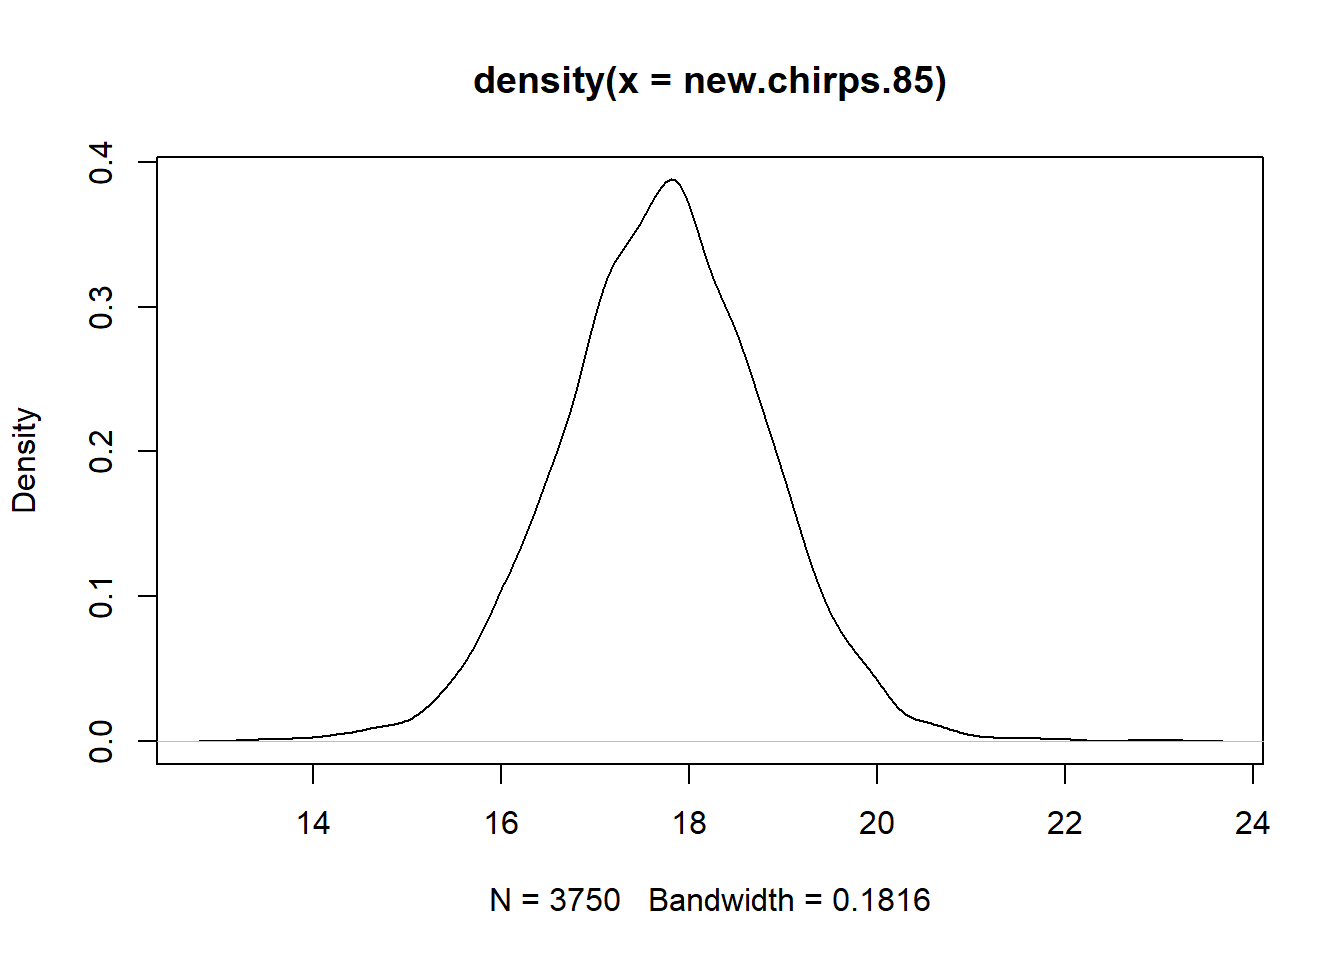 density(x = new.chirps.85)
Density
0.4
0.3
0.2
0.1
0.0
14 16 18 20 22 24
N = 3750 Bandwidth = 0.1816